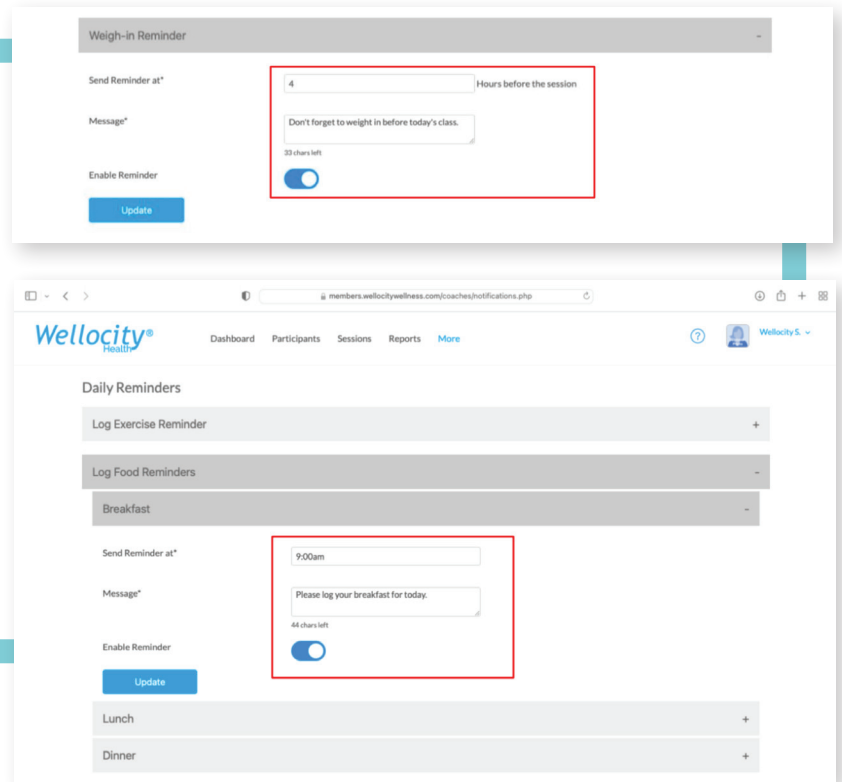 Weigh-in Reminder -
Send Reminder at* 4 Hours before the session
Message* Don't forget to weight in before today's class.
33 chars left
Enable Reminder
Update
members.wellocitywellness.com/coaches/notifications.php
Wellocity® Health Dashboard Participants Sessions Reports More ? Wellocity S.
Daily Reminders
Log Exercise Reminder +
Log Food Reminders -
Breakfast -
Send Reminder at* 9:00am
Message* Please log your breakfast for today.
44 chars left
Enable Reminder
Update
Lunch +
Dinner +